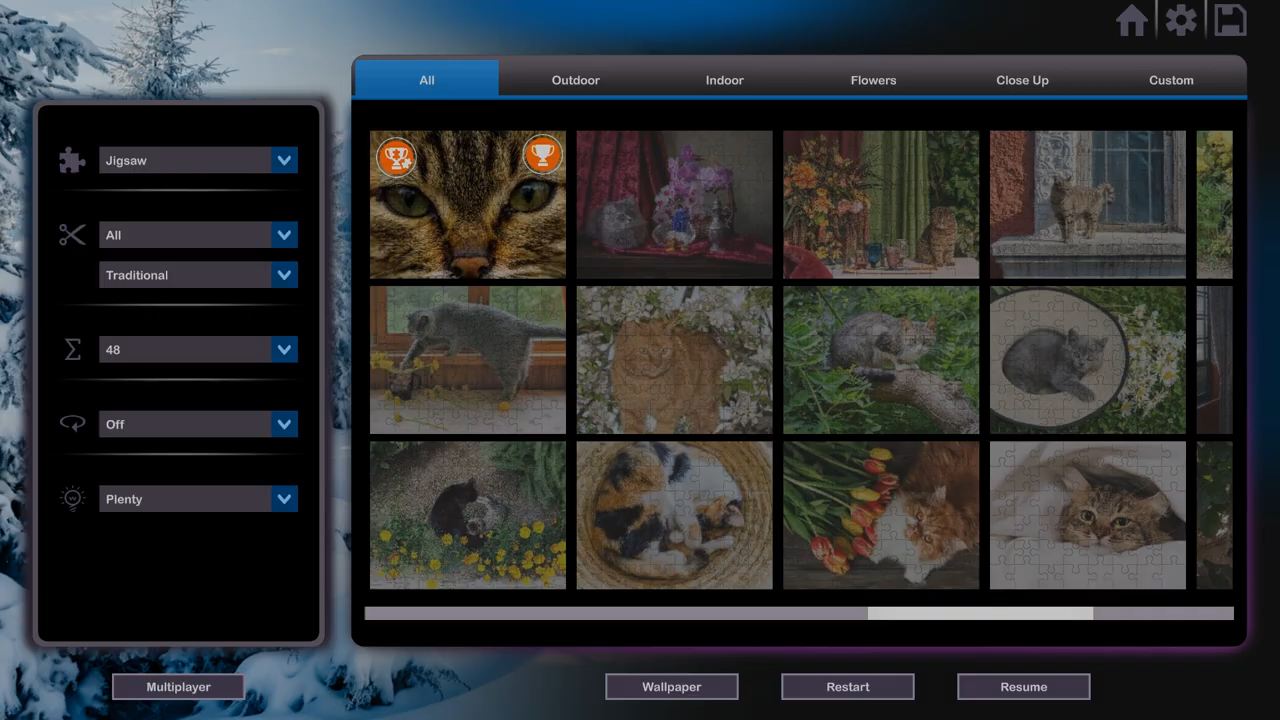 All
Outdoor
Indoor
Flowers
Close Up
Custom
Jigsaw
All
Traditional
48
Off
Plenty
Multiplayer
Wallpaper
Restart
Resume